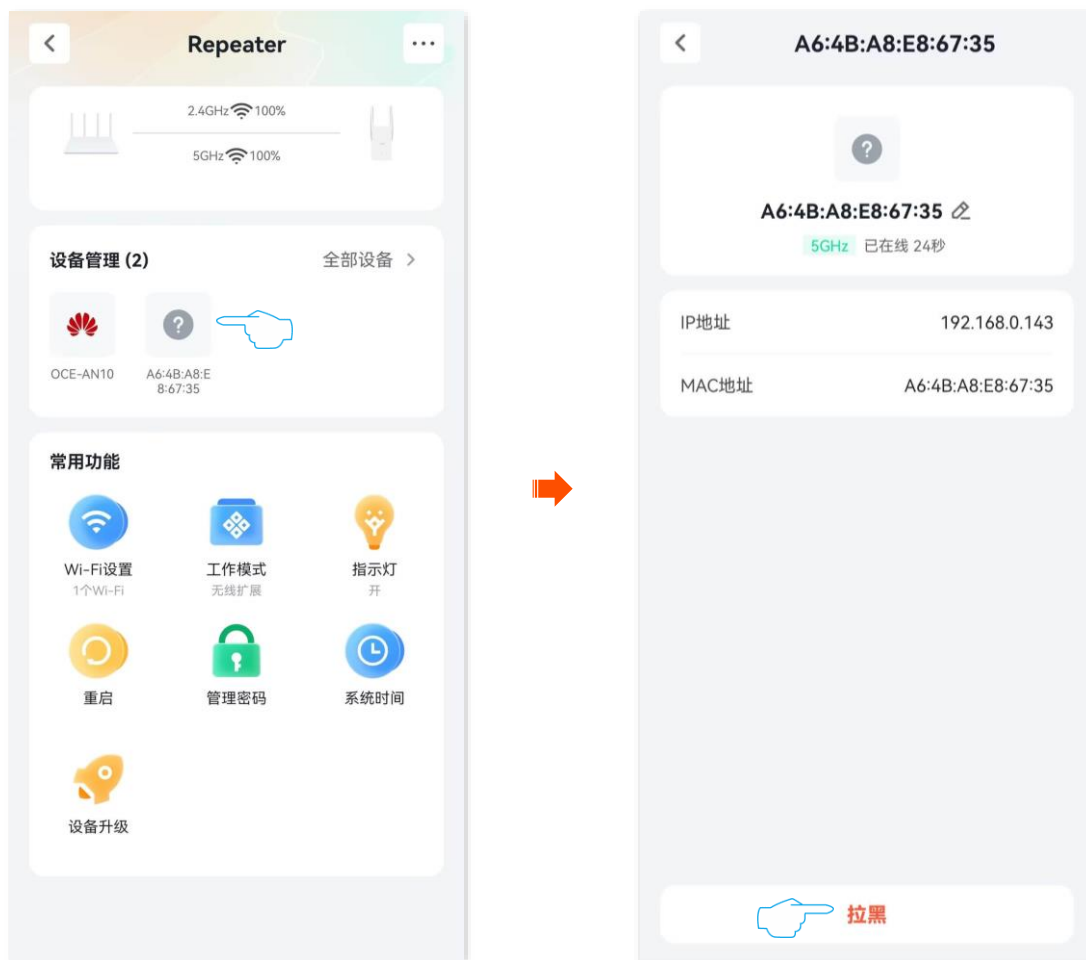 Repeater
2.4GHz 100%
5GHz 100%
设备管理 (2)
全部设备
OCE-AN10
A6:4B:A8:E
8:67:35
常用功能
Wi-Fi设置
工作模式
指示灯
1个Wi-Fi
无线扩展
开
重启
管理密码
系统时间
设备升级
A6:4B:A8:E8:67:35
A6:4B:A8:E8:67:35
5GHz 已在线 24秒
IP地址 192.168.0.143
MAC地址 A6:4B:A8:E8:67:35
拉黑